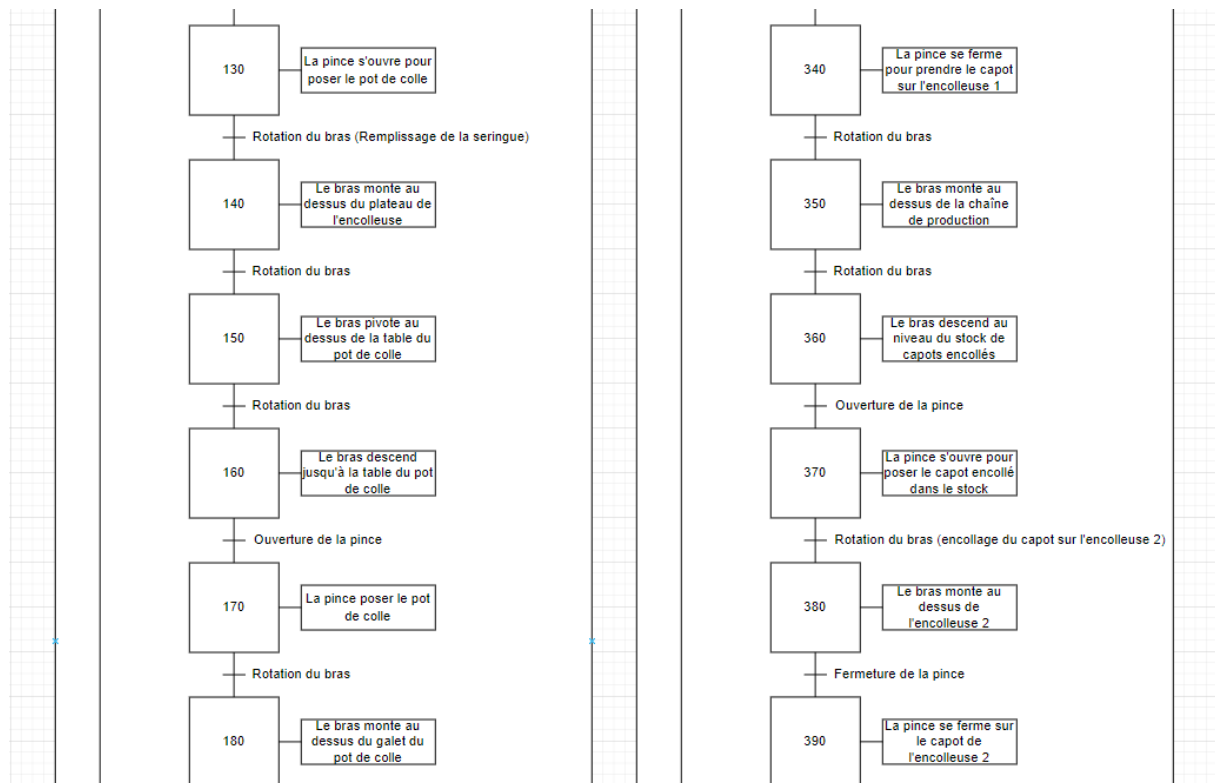 130
La pince s'ouvre pour
poser le pot de colle
Rotation du bras (Remplissage de la seringue)
140
Le bras monte au
dessus du plateau de
l'encolleuse
Rotation du bras
150
Le bras pivote au
dessus de la table du
pot de colle
Rotation du bras
160
Le bras descend
jusqu'à la table du pot
de colle
Ouverture de la pince
170
La pince poser le pot
de colle
Rotation du bras
180
Le bras monte au
dessus du galet du
pot de colle
340
La pince se ferme
pour prendre le capot
sur l'encolleuse 1
Rotation du bras
350
Le bras monte au
dessus de la chaîne
de production
Rotation du bras
360
Le bras descend au
niveau du stock de
capots encollés
Ouverture de la pince
370
La pince s'ouvre pour
poser le capot encollé
dans le stock
Rotation du bras (encollage du capot sur l'encolleuse 2)
380
Le bras monte au
dessus de
l'encolleuse 2
Fermeture de la pince
390
La pince se ferme sur
le capot de
l'encolleuse 2